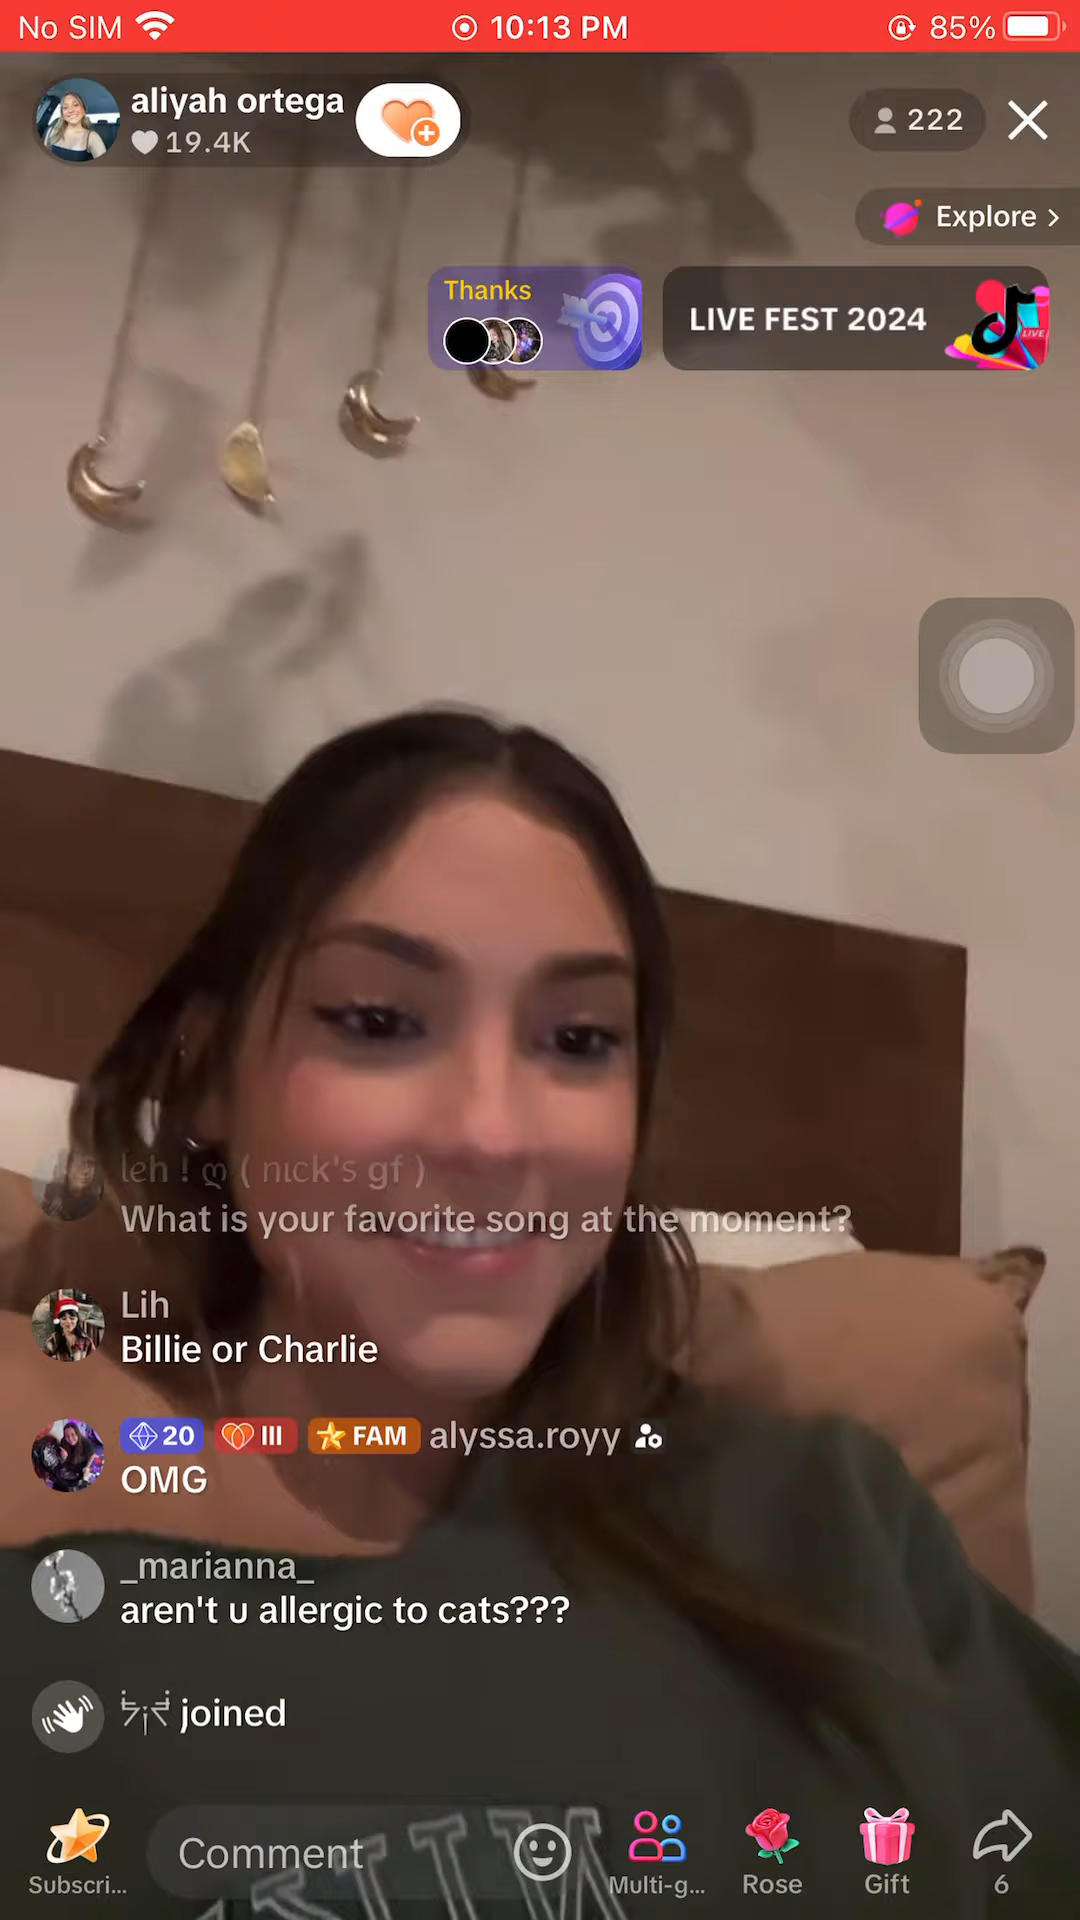 No SIM 10:13 PM 85%
aliyah ortega
19.4K
222
Explore >
Thanks
LIVE FEST 2024
LIVE
leh ! ღ ( nιck's gf )
What is your favorite song at the moment?
Lih
Billie or Charlie
20 III FAM alyssa.royy
OMG
_marianna_
aren't u allergic to cats???
joined
Comment
Subscri... Multi-g... Rose Gift 6